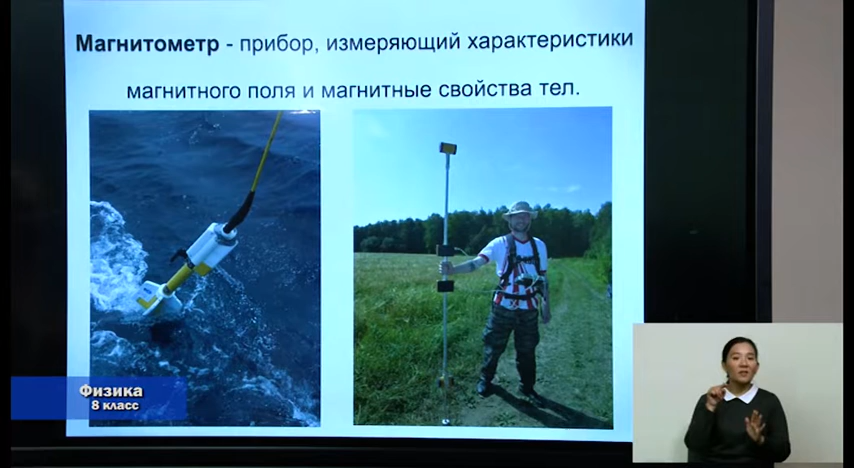 Магнитометр - прибор, измеряющий характеристики
магнитного поля и магнитные свойства тел.
Физика
8 класс